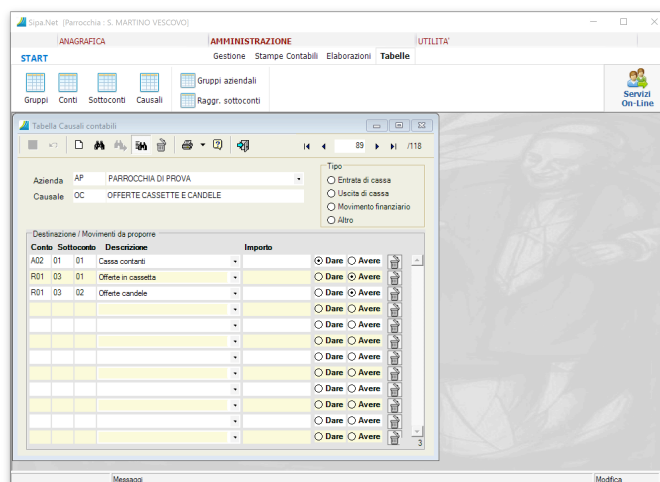 Sipa.Net [Parrocchia : S. MARTINO VESCOVO]
ANAGRAFICA AMMINISTRAZIONE UTILITA'
START Gestione Stampe Contabili Elaborazioni Tabelle
Gruppi Conti Sottoconti Causali
Gruppi aziendali
Raggr. sottoconti
Servizi
On-Line
Tabella Causali contabili
89 /118
Azienda AP PARROCCHIA DI PROVA
Causale OC OFFERTE CASSETTE E CANDELE
Tipo
Entrata di cassa
Uscita di cassa
Movimento finanziario
Altro
Destinazione / Movimenti da proporre
Conto Sottoconto Descrizione Importo
A02 01 01 Cassa contanti Dare Avere
R01 03 01 Offerte in cassetta Dare Avere
R01 03 02 Offerte candele Dare Avere
Dare Avere
Dare Avere
Dare Avere
Dare Avere
Dare Avere
Dare Avere
Dare Avere
Dare Avere
Dare Avere
3
Messaggi Modifica